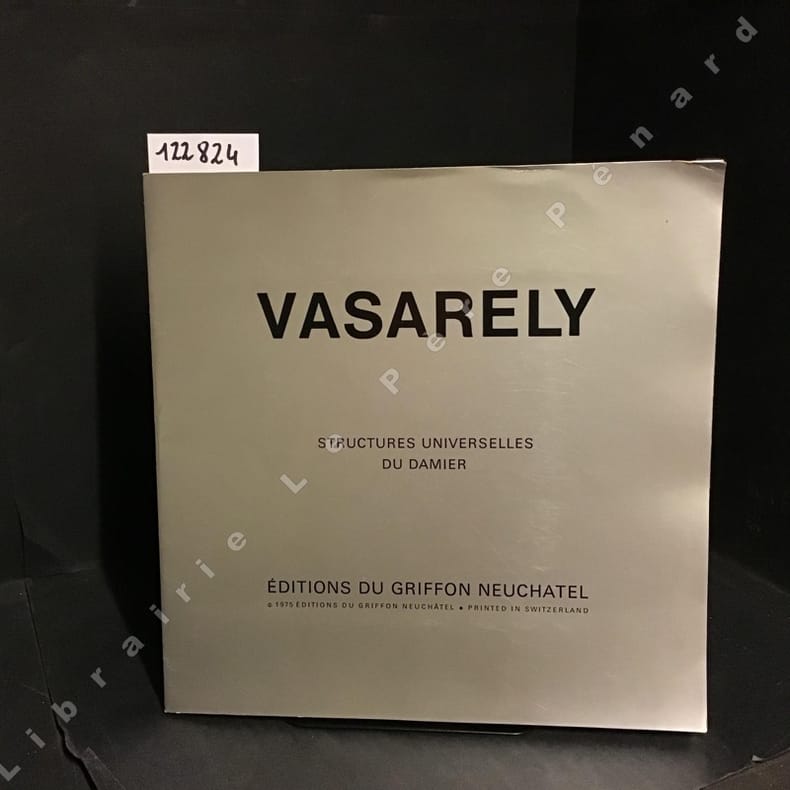 122824
VASARELY
STRUCTURES UNIVERSELLES
DU DAMIER
ÉDITIONS DU GRIFFON NEUCHATEL
© 1975 ÉDITIONS DU GRIFFON NEUCHÂTEL ● PRINTED IN SWITZERLAND
Librairie Le Père Penard